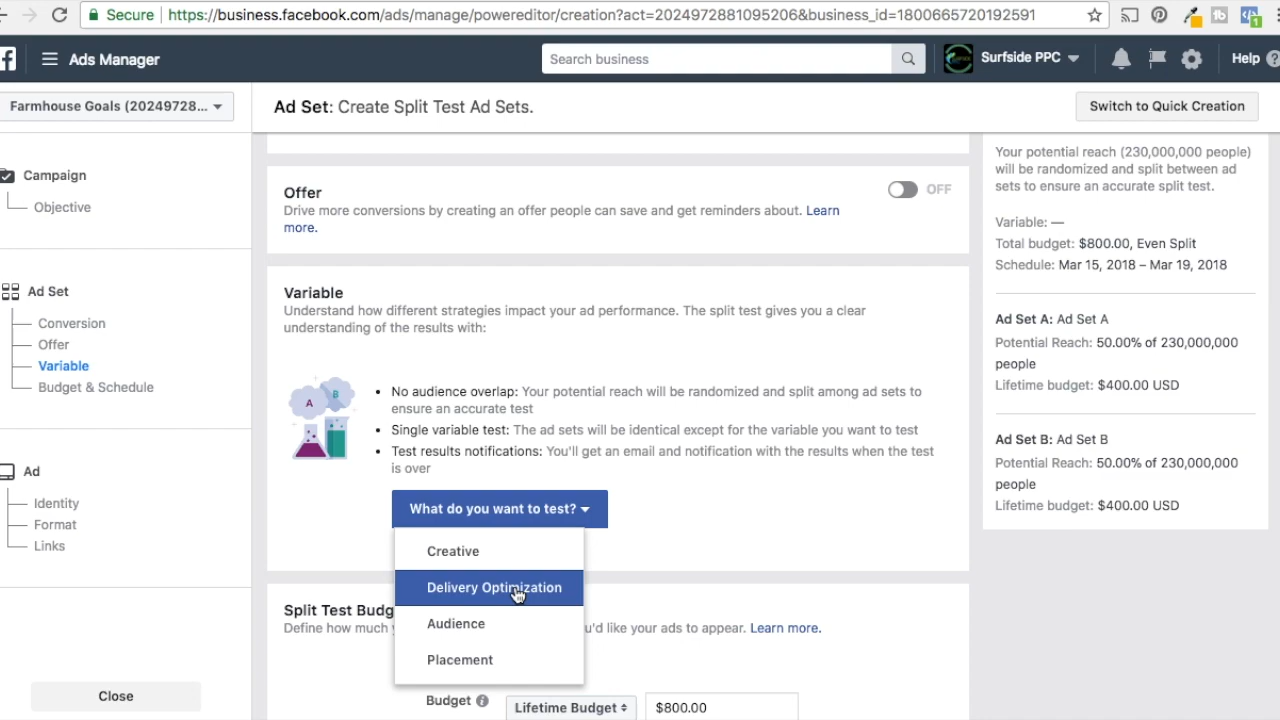 Secure
https://business.facebook.com/ads/manage/powereditor/creation?act=2024972881095206&business_id=1800665720192591
Ads Manager
Search business
Surfside PPC
Help
Farmhouse Goals (20249728...
Ad Set: Create Split Test Ad Sets.
Switch to Quick Creation
Campaign
Objective
Ad Set
Conversion
Offer
Variable
Budget & Schedule
Ad
Identity
Format
Links
Close
Offer
OFF
Drive more conversions by creating an offer people can save and get reminders about. Learn
more.
Variable
Understand how different strategies impact your ad performance. The split test gives you a clear
understanding of the results with:
A
B
No audience overlap: Your potential reach will be randomized and split among ad sets to
ensure an accurate test
Single variable test: The ad sets will be identical except for the variable you want to test
Test results notifications: You'll get an email and notification with the results when the test
is over
What do you want to test?
Creative
Delivery Optimization
Audience
Placement
Split Test Budg
Define how much
u'd like your ads to appear. Learn more.
Budget
Lifetime Budget
$800.00
Your potential reach (230,000,000 people)
will be randomized and split between ad
sets to ensure an accurate split test.
Variable: —
Total budget: $800.00, Even Split
Schedule: Mar 15, 2018 – Mar 19, 2018
Ad Set A: Ad Set A
Potential Reach: 50.00% of 230,000,000
people
Lifetime budget: $400.00 USD
Ad Set B: Ad Set B
Potential Reach: 50.00% of 230,000,000
people
Lifetime budget: $400.00 USD